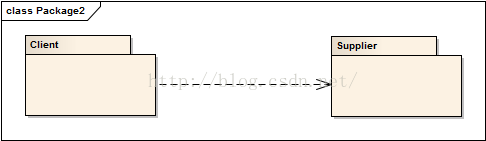 class Package2
Client
Supplier
http://blog.csdn.net/